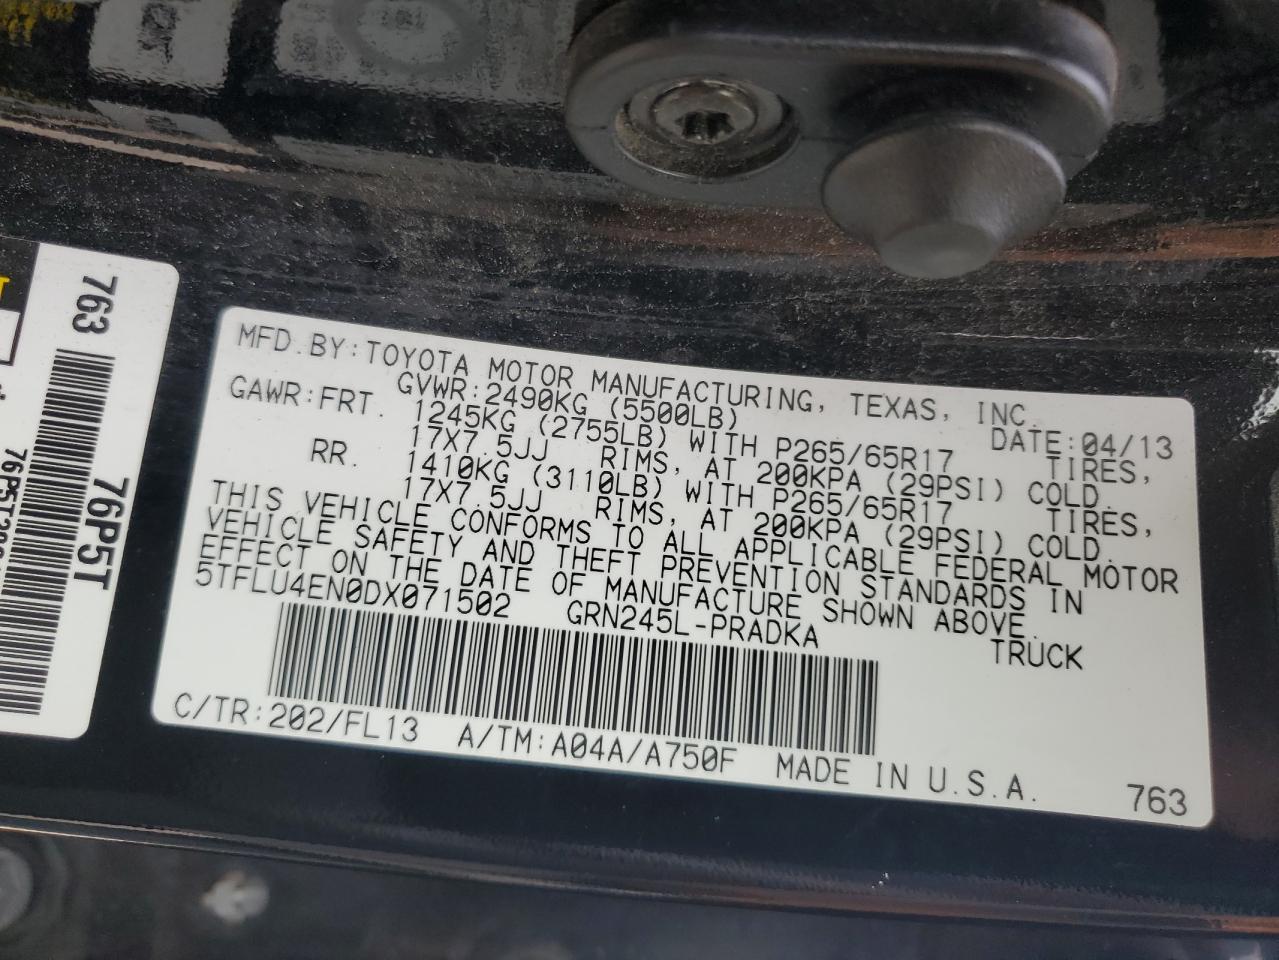 MFD.BY:TOYOTA MOTOR MANUFACTURING, TEXAS, INC.
GVWR:2490KG (5500LB) DATE:04/13
GAWR:FRT. 1245KG (2755LB) WITH P265/65R17 TIRES,
17X7.5JJ RIMS, AT 200KPA (29PSI) COLD.
RR. 1410KG (3110LB) WITH P265/65R17 TIRES,
17X7.5JJ RIMS, AT 200KPA (29PSI) COLD.
THIS VEHICLE CONFORMS TO ALL APPLICABLE FEDERAL MOTOR
VEHICLE SAFETY AND THEFT PREVENTION STANDARDS IN
EFFECT ON THE DATE OF MANUFACTURE SHOWN ABOVE.
5TFLU4EN0DX071502 GRN245L-PRADKA TRUCK
C/TR:202/FL13 A/TM:A04A/A750F MADE IN U.S.A. 763
763
76P5T